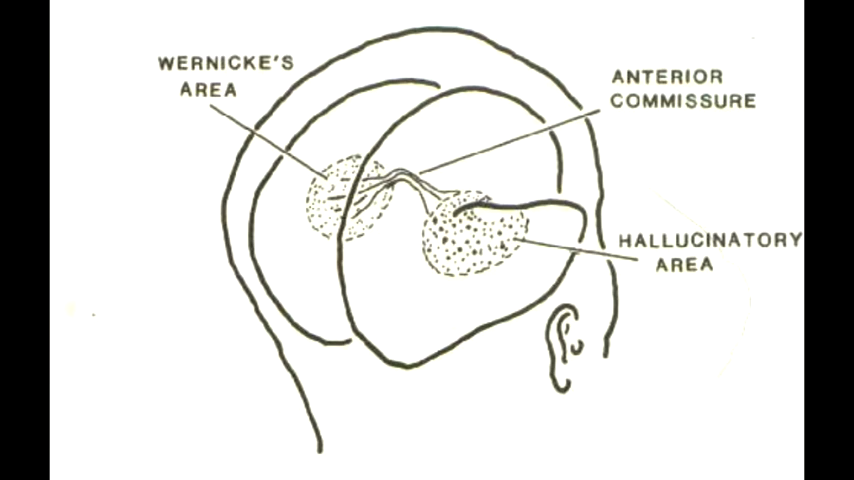 WERNICKE'S
AREA
ANTERIOR
COMMISSURE
HALLUCINATORY
AREA